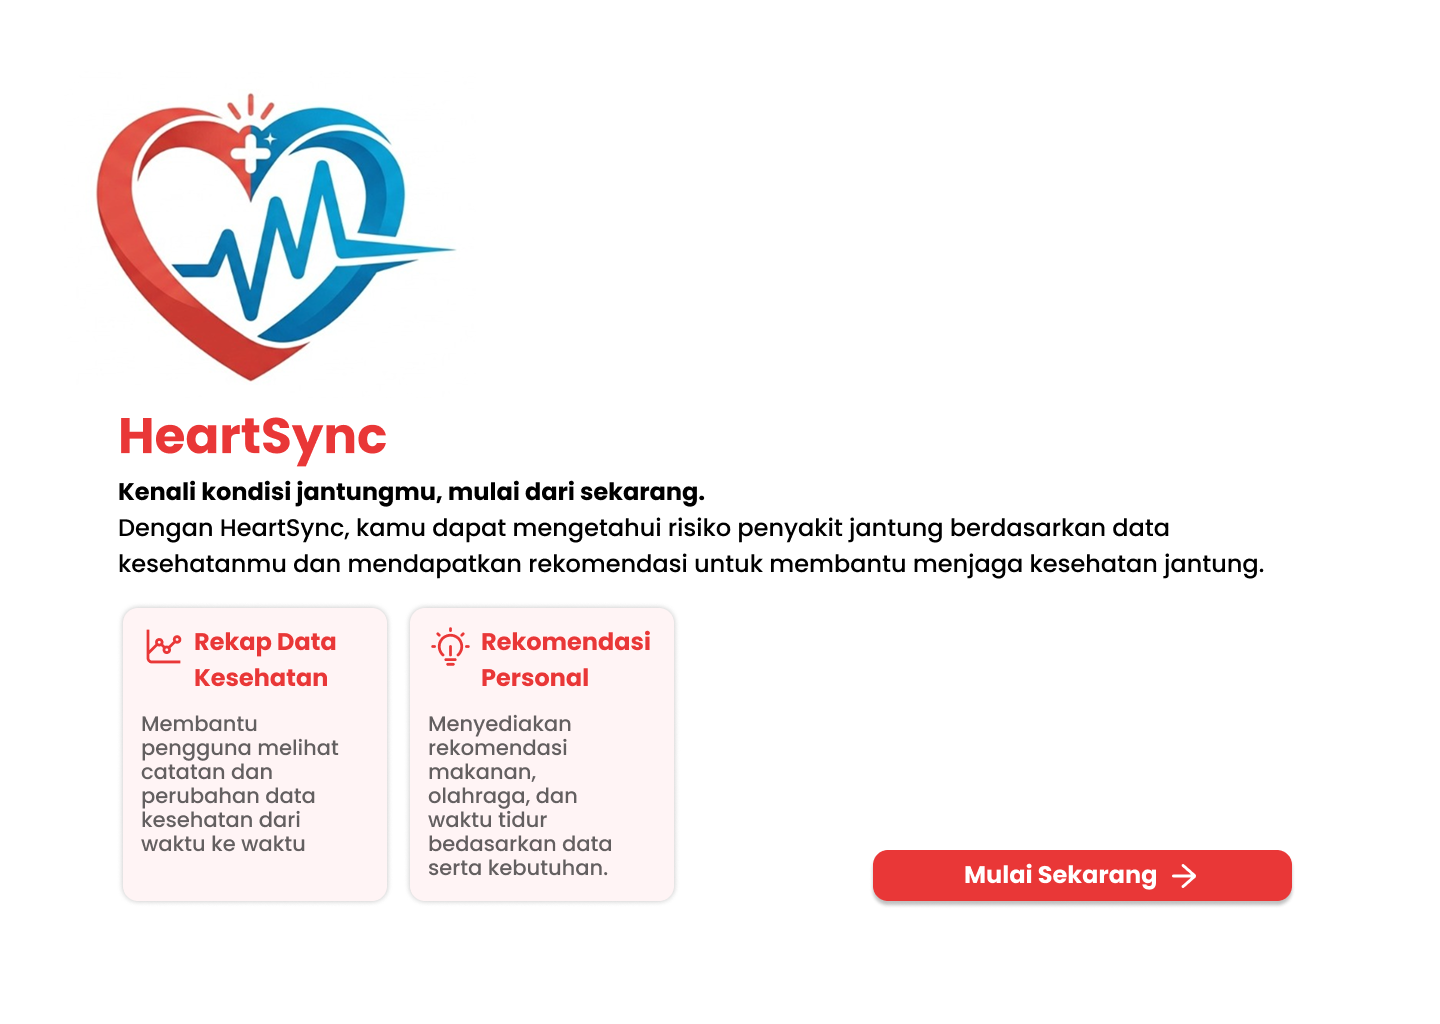 HeartSync
Kenali kondisi jantungmu, mulai dari sekarang.
Dengan HeartSync, kamu dapat mengetahui risiko penyakit jantung berdasarkan data
kesehatanmu dan mendapatkan rekomendasi untuk membantu menjaga kesehatan jantung.
Rekap Data
Kesehatan
Membantu
pengguna melihat
catatan dan
perubahan data
kesehatan dari
waktu ke waktu
Rekomendasi
Personal
Menyediakan
rekomendasi
makanan,
olahraga, dan
waktu tidur
bedasarkan data
serta kebutuhan.
Mulai Sekarang